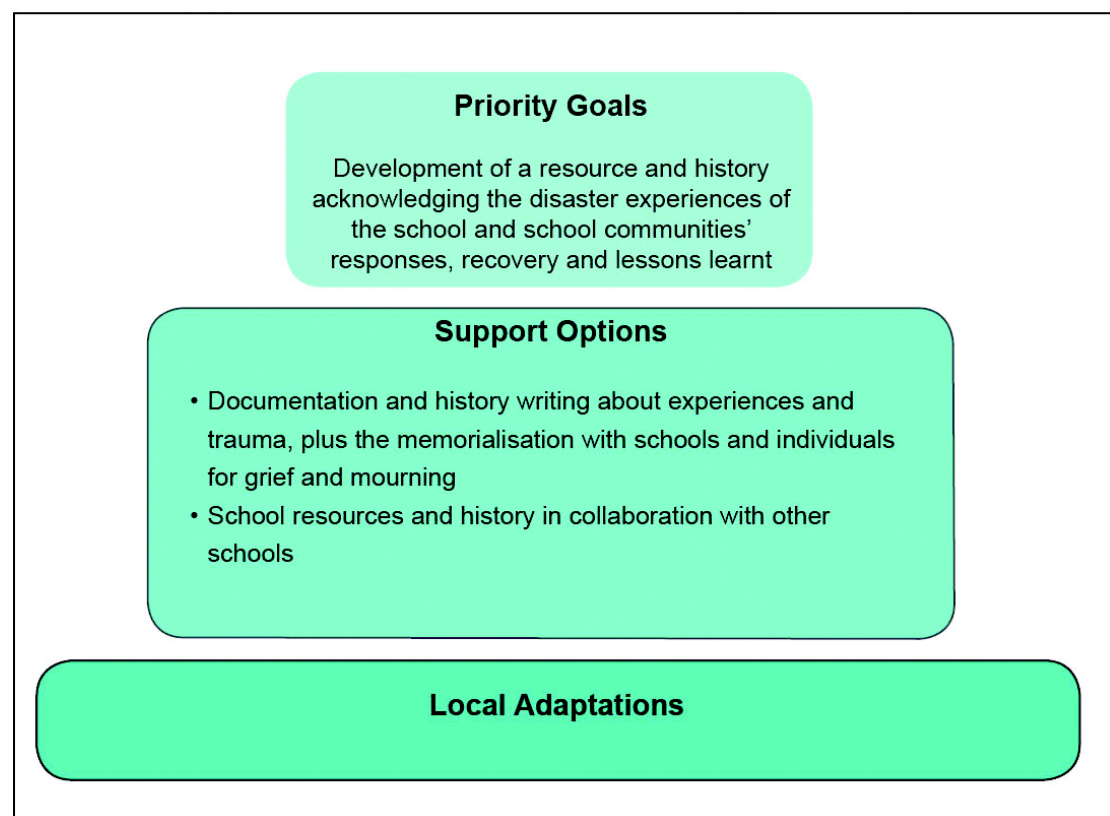 Priority Goals
Development of a resource and history
acknowledging the disaster experiences of
the school and school communities’
responses, recovery and lessons learnt
Support Options
• Documentation and history writing about experiences and
trauma, plus the memorialisation with schools and individuals
for grief and mourning
• School resources and history in collaboration with other
schools
Local Adaptations